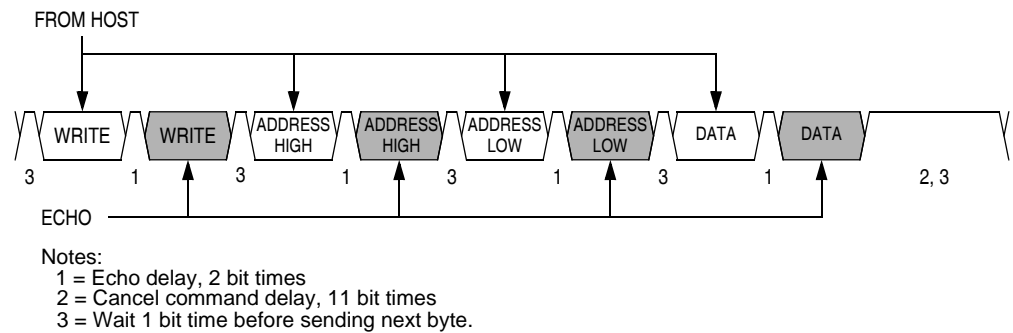 FROM HOST
WRITE WRITE ADDRESS HIGH ADDRESS HIGH ADDRESS LOW ADDRESS LOW DATA DATA
3 1 3 1 3 1 3 1 2, 3
ECHO
Notes:
1 = Echo delay, 2 bit times
2 = Cancel command delay, 11 bit times
3 = Wait 1 bit time before sending next byte.